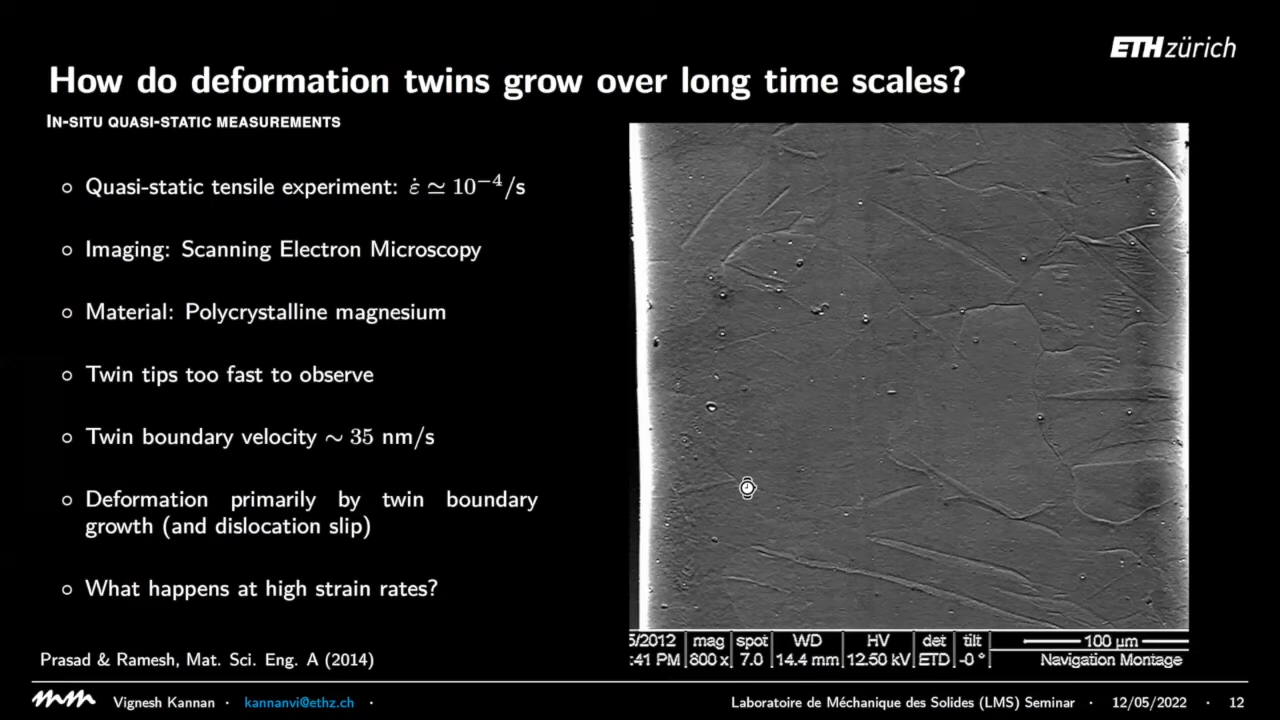 ETH zürich
How do deformation twins grow over long time scales?
IN-SITU QUASI-STATIC MEASUREMENTS
Quasi-static tensile experiment: ε̇ ≃ 10⁻⁴/s
Imaging: Scanning Electron Microscopy
Material: Polycrystalline magnesium
Twin tips too fast to observe
Twin boundary velocity ∼ 35 nm/s
Deformation primarily by twin boundary
growth (and dislocation slip)
What happens at high strain rates?
5/2012 mag spot WD HV det tilt 100 µm
:41 PM 800 x 7.0 14.4 mm 12.50 kV ETD -0 ° Navigation Montage
Prasad & Ramesh, Mat. Sci. Eng. A (2014)
Vignesh Kannan · kannanvi@ethz.ch · Laboratoire de Méchanique des Solides (LMS) Seminar · 12/05/2022 · 12